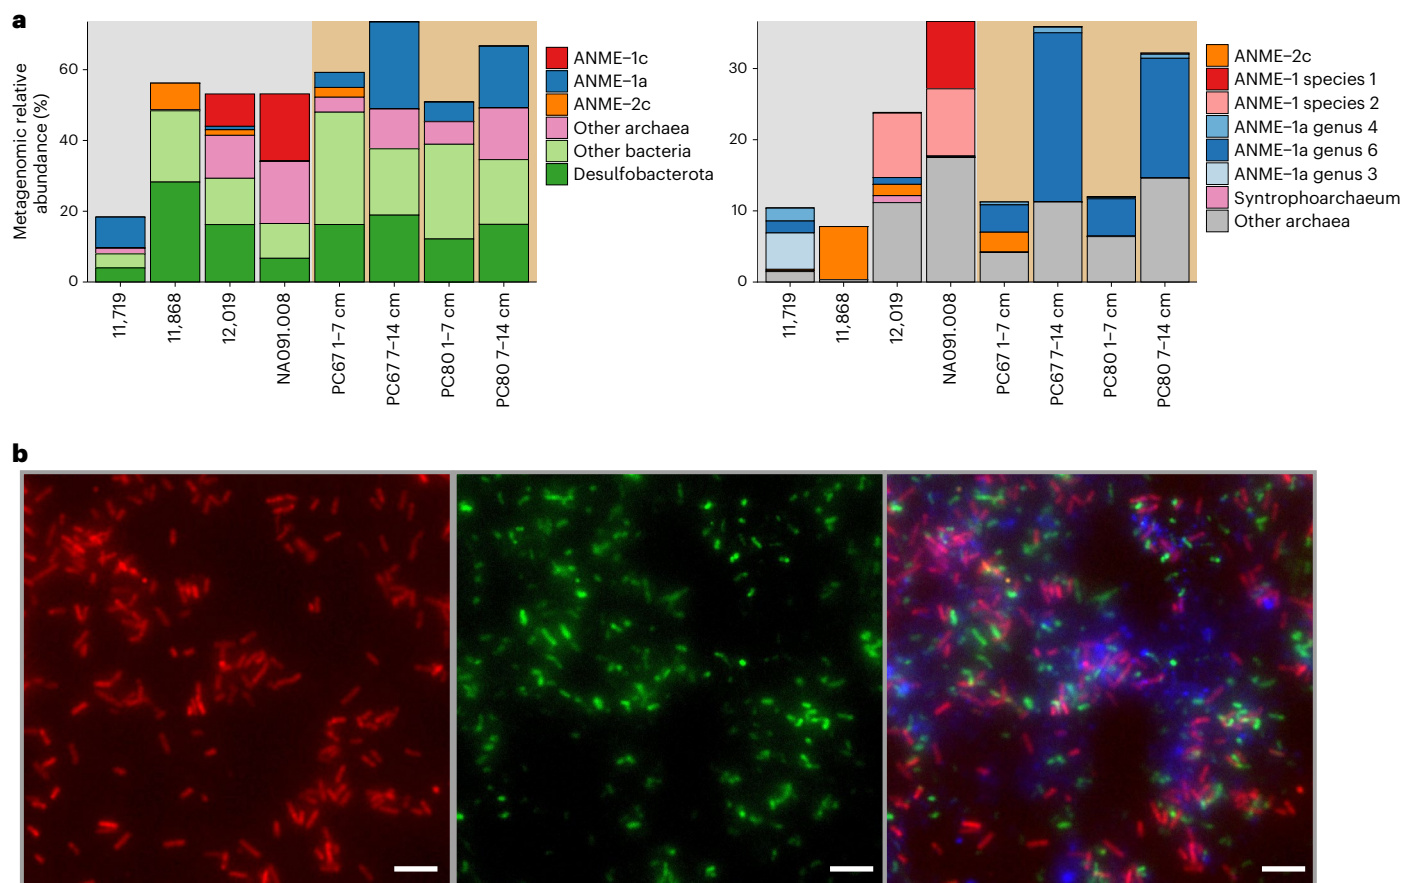 a
Metagenomic relative
abundance (%)
60
40
20
0
11,719
11,868
12,019
NA091.008
PC67 1–7 cm
PC67 7–14 cm
PC80 1–7 cm
PC80 7–14 cm
ANME–1c
ANME–1a
ANME–2c
Other archaea
Other bacteria
Desulfobacterota
30
20
10
0
11,719
11,868
12,019
NA091.008
PC67 1–7 cm
PC67 7–14 cm
PC80 1–7 cm
PC80 7–14 cm
ANME–2c
ANME–1 species 1
ANME–1 species 2
ANME–1a genus 4
ANME–1a genus 6
ANME–1a genus 3
Syntrophoarchaeum
Other archaea
b